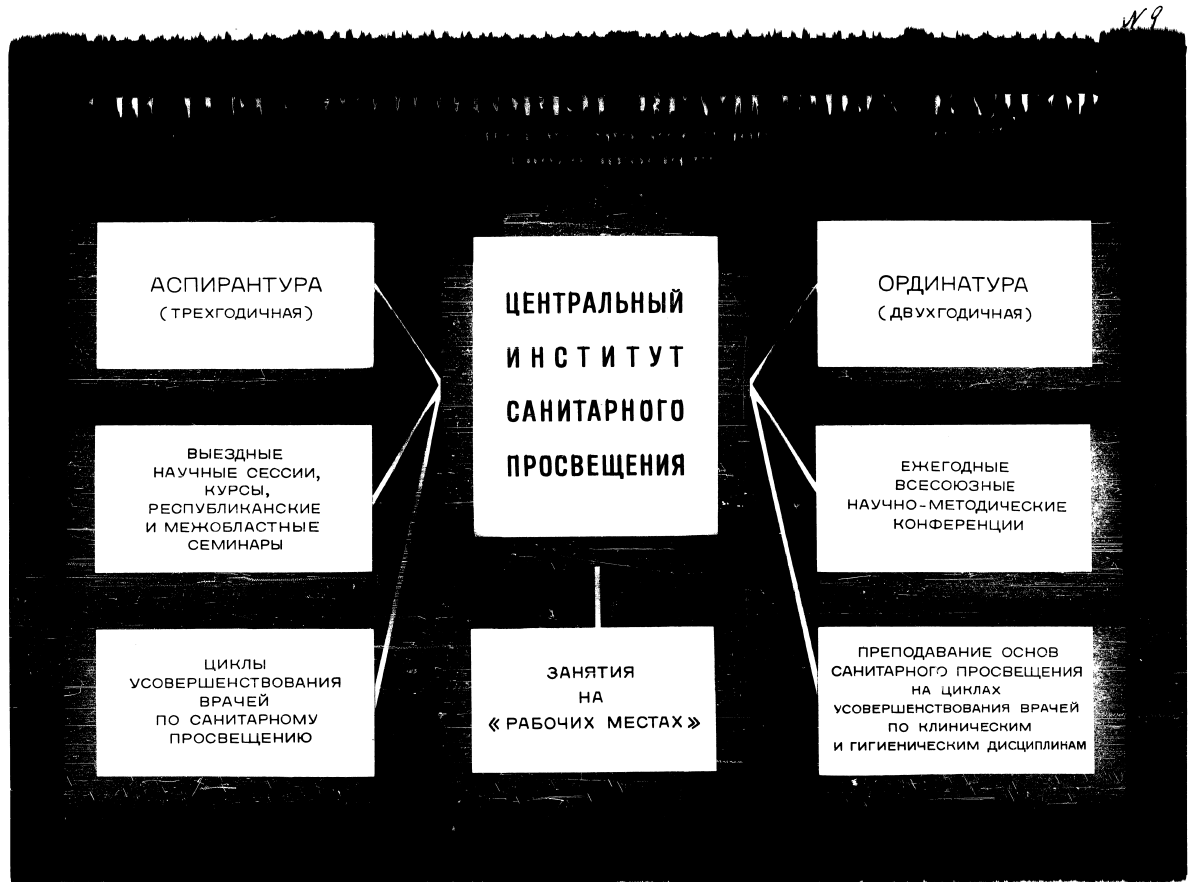 N 9
АСПИРАНТУРА
(ТРЕХГОДИЧНАЯ)
ЦЕНТРАЛЬНЫЙ
ИНСТИТУТ
САНИТАРНОГО
ПРОСВЕЩЕНИЯ
ОРДИНАТУРА
(ДВУХГОДИЧНАЯ)
ВЫЕЗДНЫЕ
НАУЧНЫЕ СЕССИИ,
КУРСЫ,
РЕСПУБЛИКАНСКИЕ
И МЕЖОБЛАСТНЫЕ
СЕМИНАРЫ
ЕЖЕГОДНЫЕ
ВСЕСОЮЗНЫЕ
НАУЧНО-МЕТОДИЧЕСКИЕ
КОНФЕРЕНЦИИ
ЦИКЛЫ
УСОВЕРШЕНСТВОВАНИЯ
ВРАЧЕЙ
ПО САНИТАРНОМУ
ПРОСВЕЩЕНИЮ
ЗАНЯТИЯ
НА
«РАБОЧИХ МЕСТАХ»
ПРЕПОДАВАНИЕ ОСНОВ
САНИТАРНОГО ПРОСВЕЩЕНИЯ
НА ЦИКЛАХ
УСОВЕРШЕНСТВОВАНИЯ ВРАЧЕЙ
ПО КЛИНИЧЕСКИМ
И ГИГИЕНИЧЕСКИМ ДИСЦИПЛИНАМ